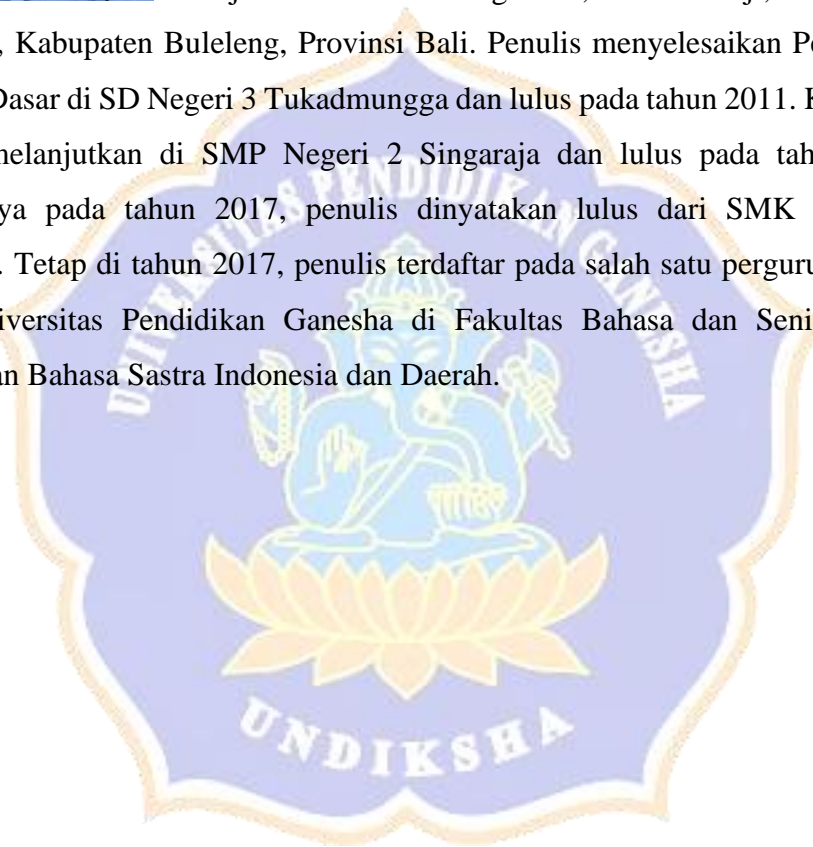 , Kabupaten Buleleng, Provinsi Bali. Penulis menyelesaikan
Dasar di SD Negeri 3 Tukadmungga dan lulus pada tahun 2011.
melanjutkan di SMP Negeri 2 Singaraja dan lulus pada
ya pada tahun 2017, penulis dinyatakan lulus dari SMK
. Tetap di tahun 2017, penulis terdaftar pada salah satu
iversitas Pendidikan Ganesha di Fakultas Bahasa dan Seni
an Bahasa Sastra Indonesia dan Daerah.
UNIVERSITAS PENDIDIKAN GANESHA
UNDIKSHA